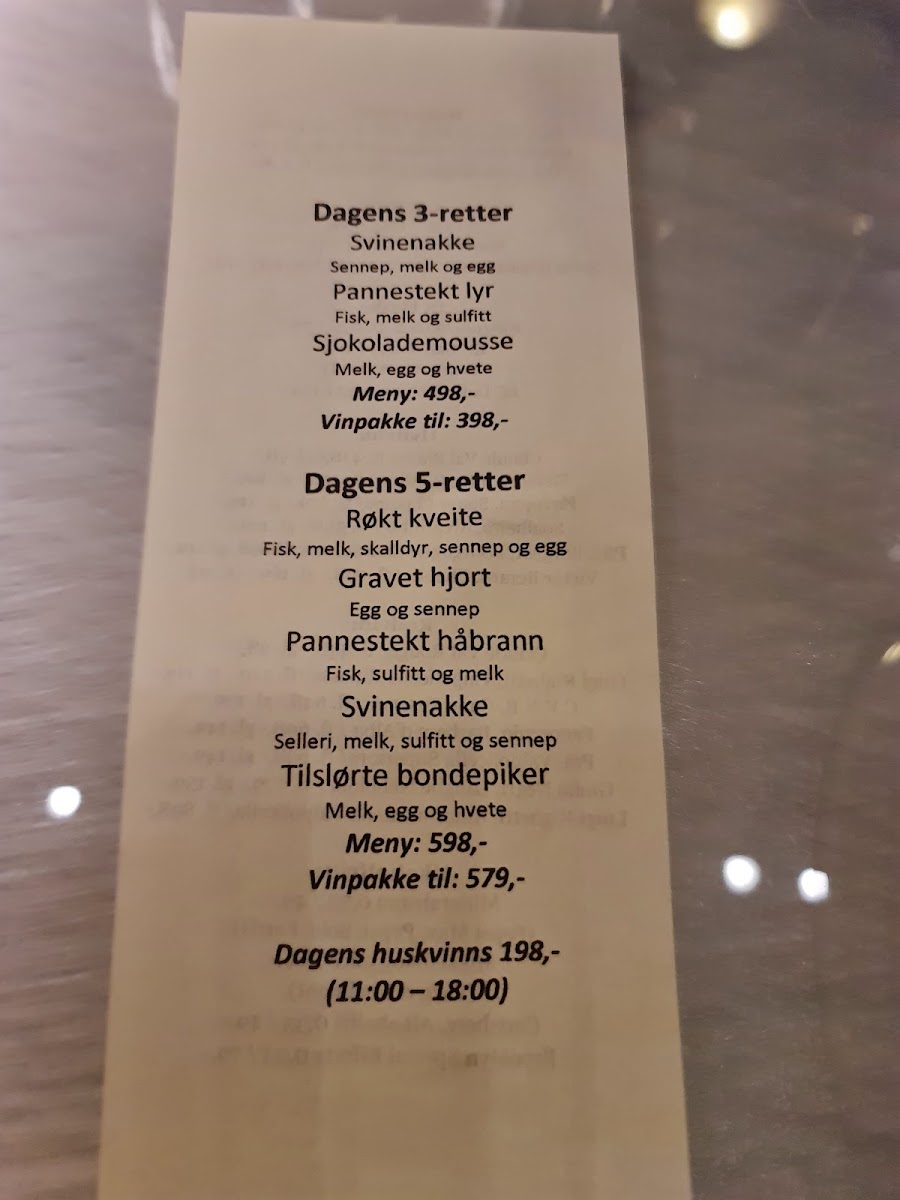 Dagens 3-retter
Svinenakke
Sennep, melk og egg
Pannestekt lyr
Fisk, melk og sulfitt
Sjokolademousse
Melk, egg og hvete
Meny: 498,-
Vinpakke til: 398,-
Dagens 5-retter
Røkt kveite
Fisk, melk, skalldyr, sennep og egg
Gravet hjort
Egg og sennep
Pannestekt håbrann
Fisk, sulfitt og melk
Svinenakke
Selleri, melk, sulfitt og sennep
Tilslørte bondepiker
Melk, egg og hvete
Meny: 598,-
Vinpakke til: 579,-
Dagens huskvinns 198,-
(11:00 – 18:00)